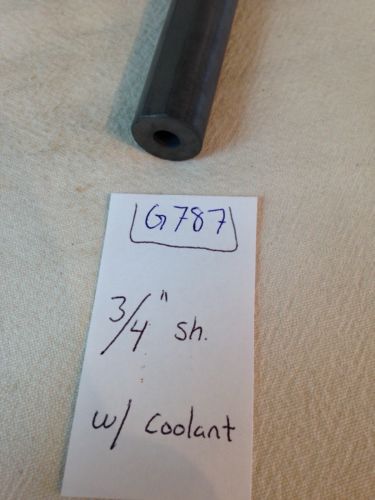 G787
3/4" sh.
w/ coolant